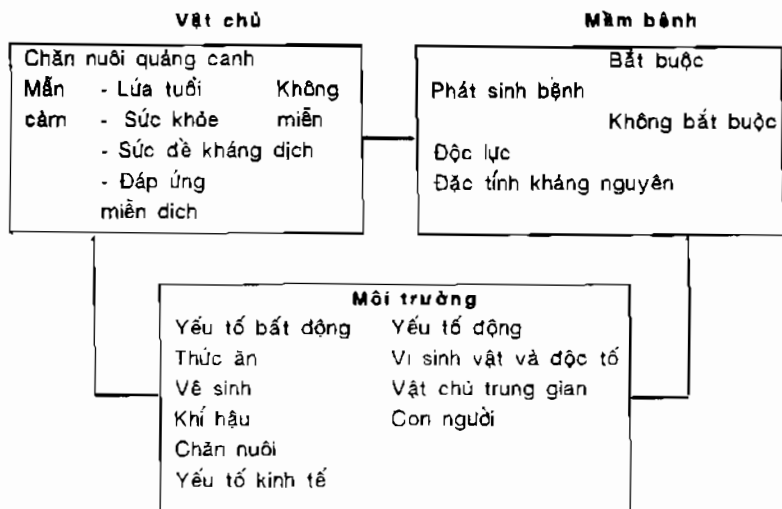 Vật chủ
Mầm bệnh
Chăn nuôi quảng canh
Mẫn - Lứa tuổi Không
cảm - Sức khỏe miễn
- Sức đề kháng dịch
- Đáp ứng
miễn dịch
Bắt buộc
Phát sinh bệnh
Không bắt buộc
Độc lực
Đặc tính kháng nguyên
Môi trường
Yếu tố bất động Yếu tố động
Thức ăn Vi sinh vật và độc tố
Vệ sinh Vật chủ trung gian
Khí hậu Con người
Chăn nuôi
Yếu tố kinh tế